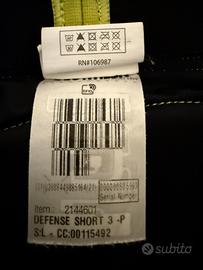 RN#106987
Serial Number
Item: 2144601
DEFENSE SHORT 3 -P
S:L - CC:00115492
subito